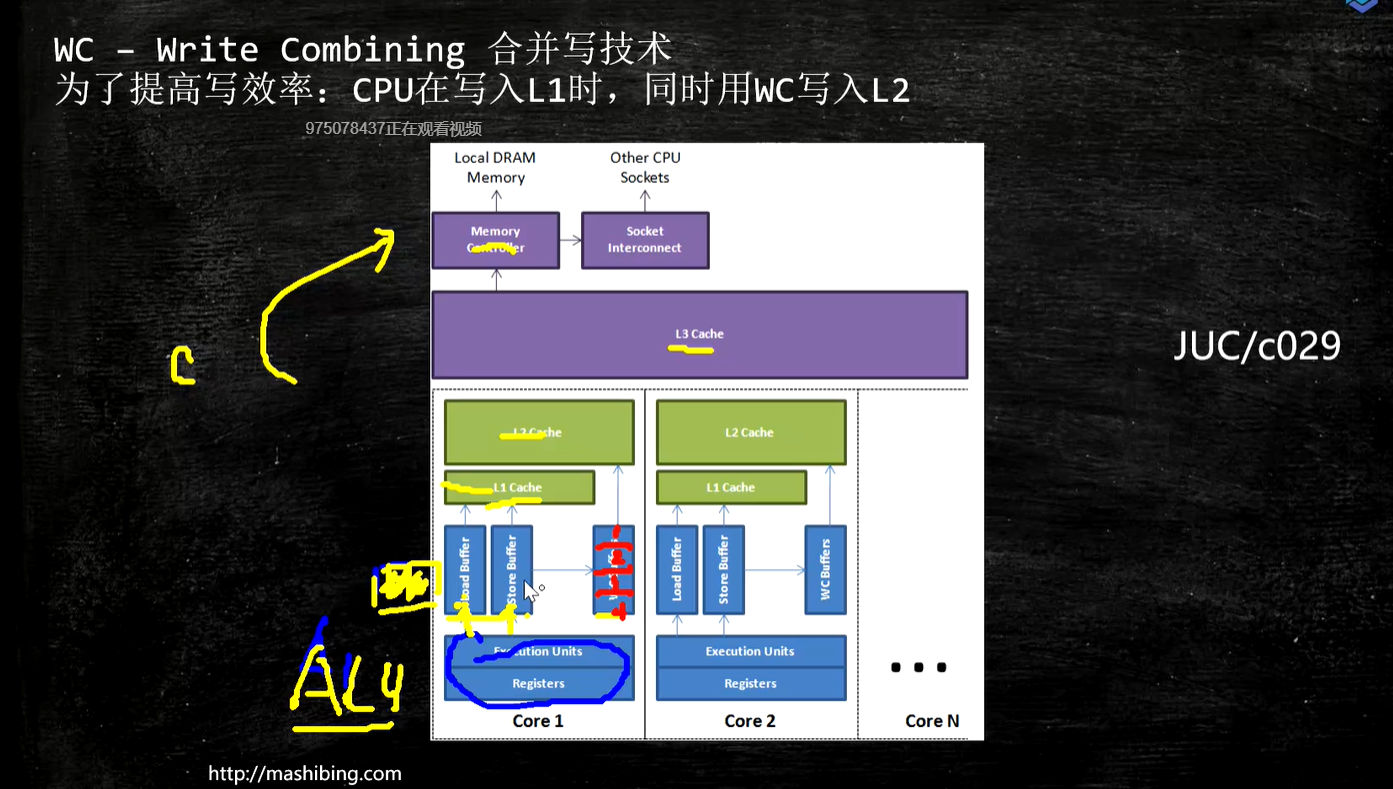 WC – Write Combining 合并写技术
为了提高写效率：CPU在写入L1时，同时用WC写入L2
975078437正在观看视频
Local DRAM
Memory
Other CPU
Sockets
Memory
Controller
Socket
Interconnect
L3 Cache
JUC/c029
C
L2 Cache
L2 Cache
L1 Cache
L1 Cache
Load Buffer
Store Buffer
Load Buffer
Store Buffer
WC Buffers
ALU
Execution Units
Registers
Execution Units
Registers
...
Core 1
Core 2
Core N
http://mashibing.com